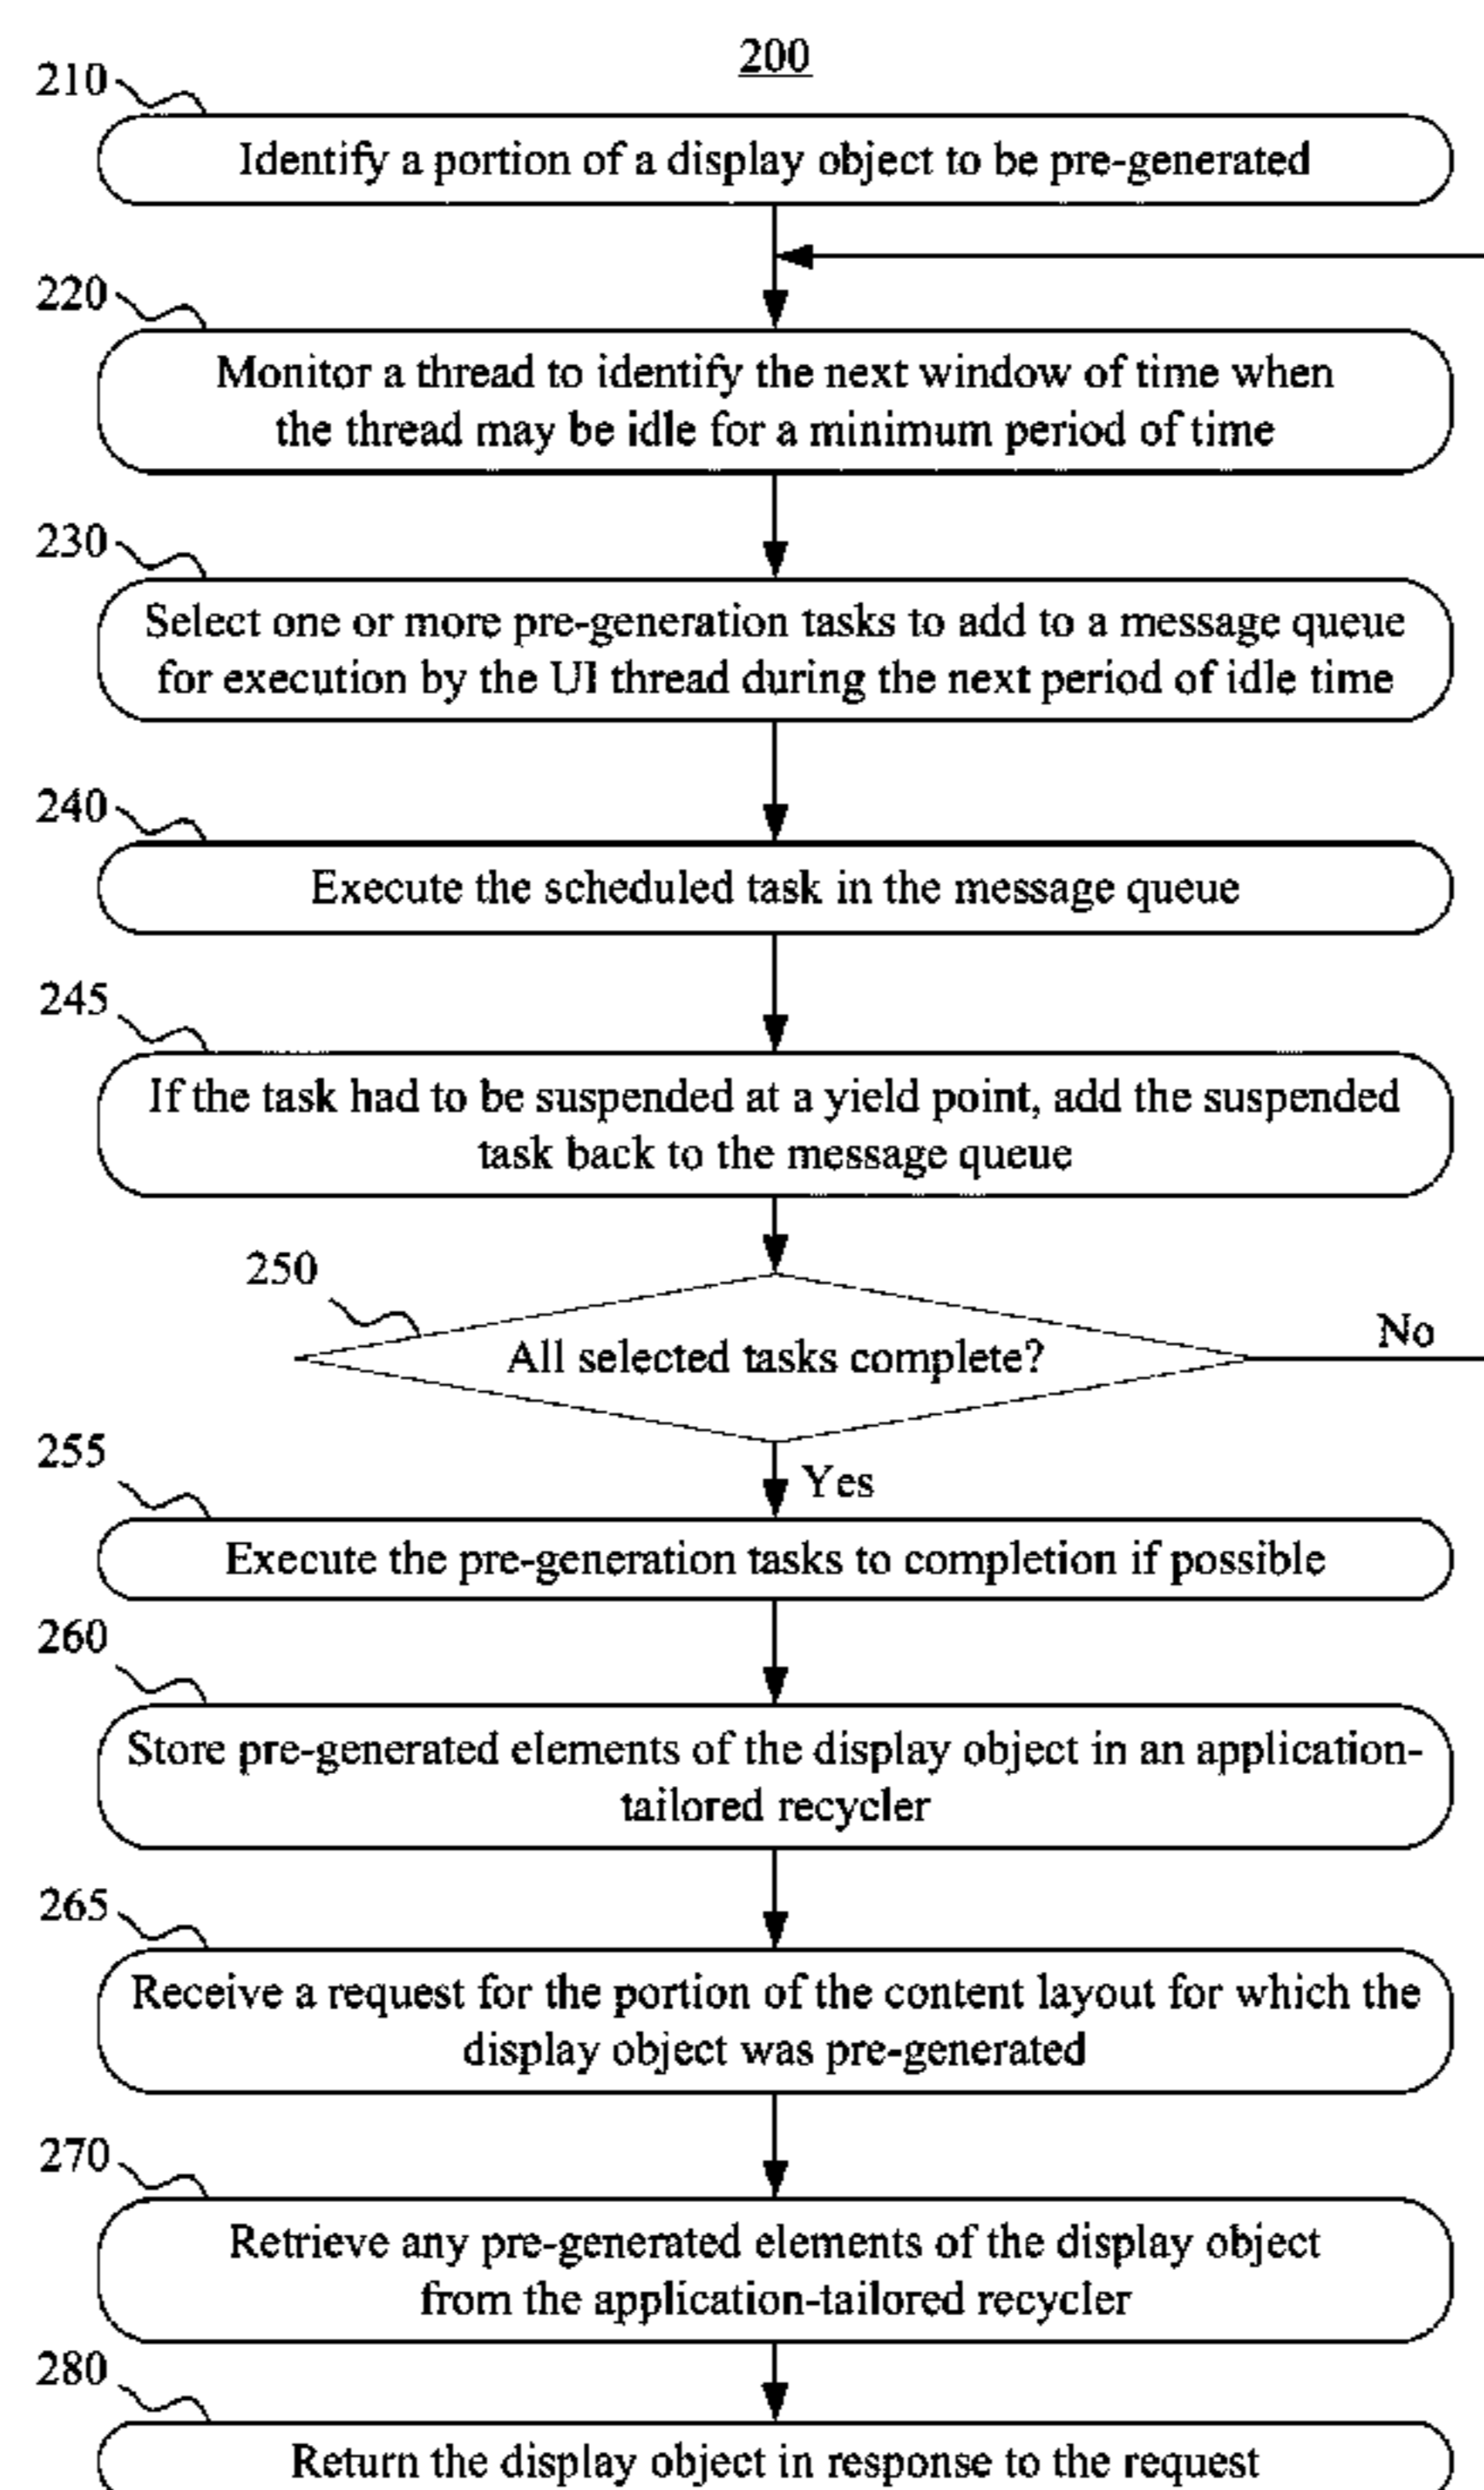 200
210
Identify a portion of a display object to be pre-generated
220
Monitor a thread to identify the next window of time when
the thread may be idle for a minimum period of time
230
Select one or more pre-generation tasks to add to a message queue
for execution by the UI thread during the next period of idle time
240
Execute the scheduled task in the message queue
245
If the task had to be suspended at a yield point, add the suspended
task back to the message queue
250
All selected tasks complete?
No
Yes
255
Execute the pre-generation tasks to completion if possible
260
Store pre-generated elements of the display object in an application-
tailored recycler
265
Receive a request for the portion of the content layout for which the
display object was pre-generated
270
Retrieve any pre-generated elements of the display object
from the application-tailored recycler
280
Return the display object in response to the request